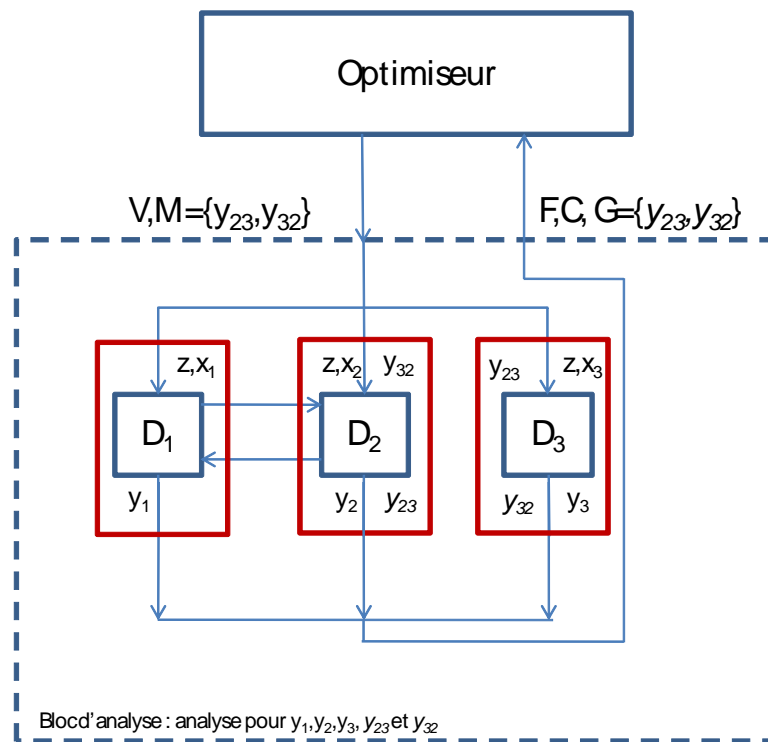 Optimiseur
V,M={y₂₃,y₃₂}
F,C, G={y₂₃,y₃₂}
z,x₁
z,x₂ y₃₂
y₂₃ z,x₃
D₁
D₂
D₃
y₁
y₂ y₂₃
y₃₂ y₃
Bloc d'analyse : analyse pour y₁,y₂,y₃, y₂₃ et y₃₂